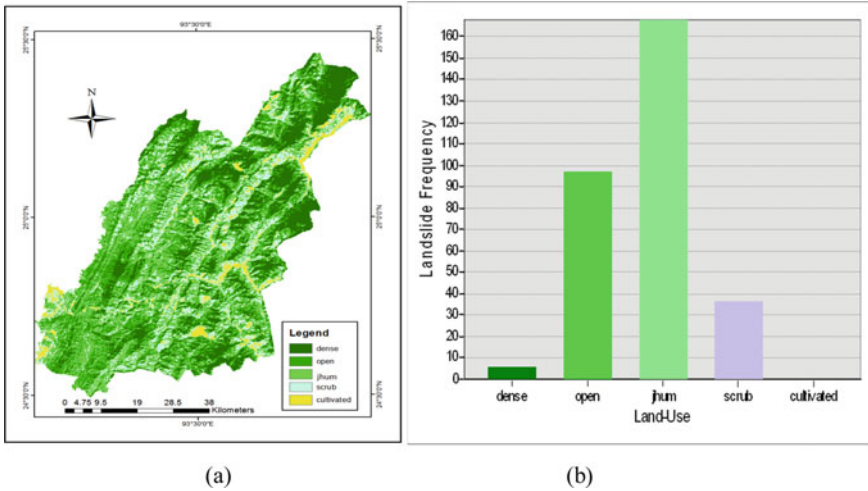 93°30'0"E
25°30'0"N
25°30'0"N
N
25°0'0"N
25°0'0"N
24°30'0"N
24°30'0"N
Legend
dense
open
jhum
scrub
cultivated
0 4.75 9.5 19 28.5 38
Kilometers
93°30'0"E
(a)
Landslide Frequency
160
150
140
130
120
110
100
90
80
70
60
50
40
30
20
10
0
dense open jhum scrub cultivated
Land-Use
(b)